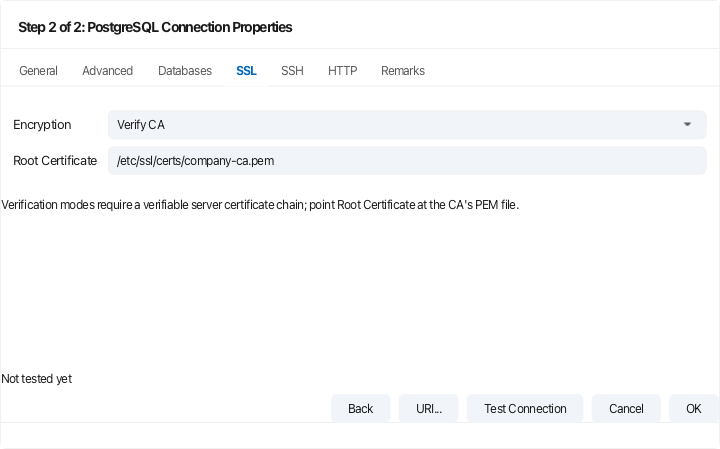 Step 2 of 2: PostgreSQL Connection Properties
General Advanced Databases SSL SSH HTTP Remarks
Encryption Verify CA
Root Certificate /etc/ssl/certs/company-ca.pem
Verification modes require a verifiable server certificate chain; point Root Certificate at the CA's PEM file.
Not tested yet
Back URI... Test Connection Cancel OK